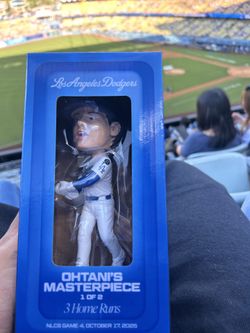 Los Angeles Dodgers
OHTANI'S
MASTERPIECE
1 OF 2
3 Home Runs
NLCS GAME 4, OCTOBER 17, 2025